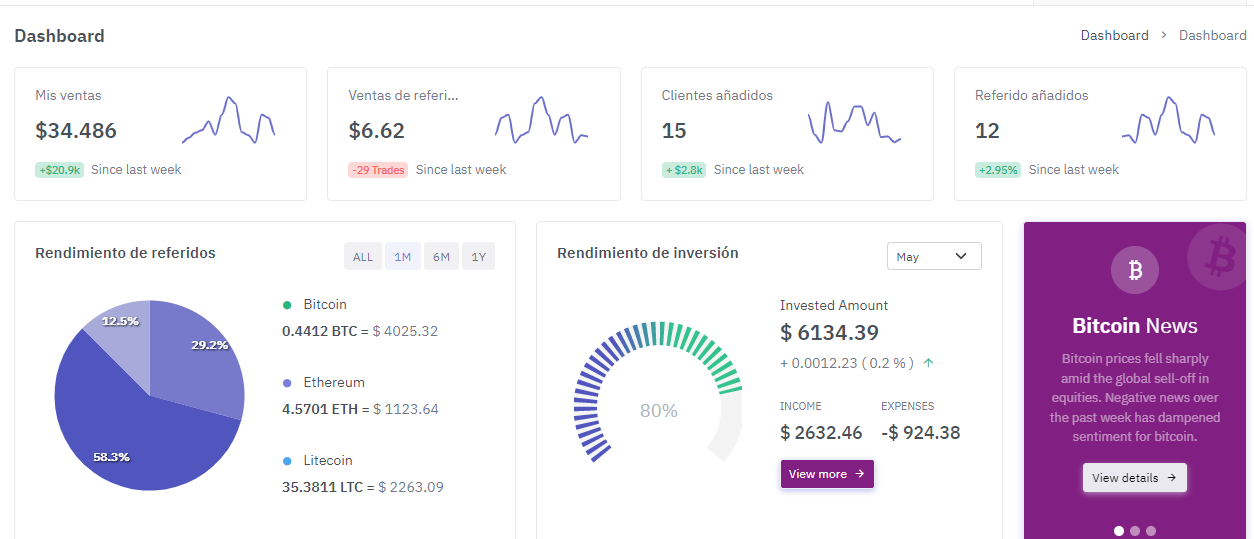 Dashboard
Dashboard > Dashboard
Mis ventas
$34.486
+$20.9k Since last week
Ventas de referi...
$6.62
-29 Trades Since last week
Clientes añadidos
15
+ $2.8k Since last week
Referido añadidos
12
+2.95% Since last week
Rendimiento de referidos
ALL 1M 6M 1Y
12.5%
29.2%
58.3%
Bitcoin
0.4412 BTC = $ 4025.32
Ethereum
4.5701 ETH = $ 1123.64
Litecoin
35.3811 LTC = $ 2263.09
Rendimiento de inversión
May
80%
Invested Amount
$ 6134.39
+ 0.0012.23 ( 0.2 % ) ↑
INCOME EXPENSES
$ 2632.46 -$ 924.38
View more →
Bitcoin News
Bitcoin prices fell sharply
amid the global sell-off in
equities. Negative news over
the past week has dampened
sentiment for bitcoin.
View details →